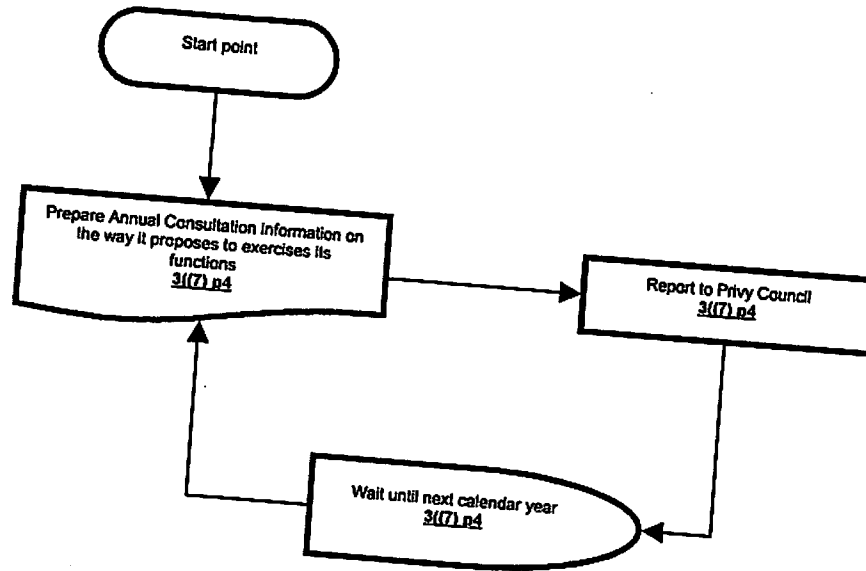 Start point
Prepare Annual Consultation Information on
the way it proposes to exercises its
functions
3((7) p4
Report to Privy Council
3((7) p4
Wait until next calendar year
3((7) p4